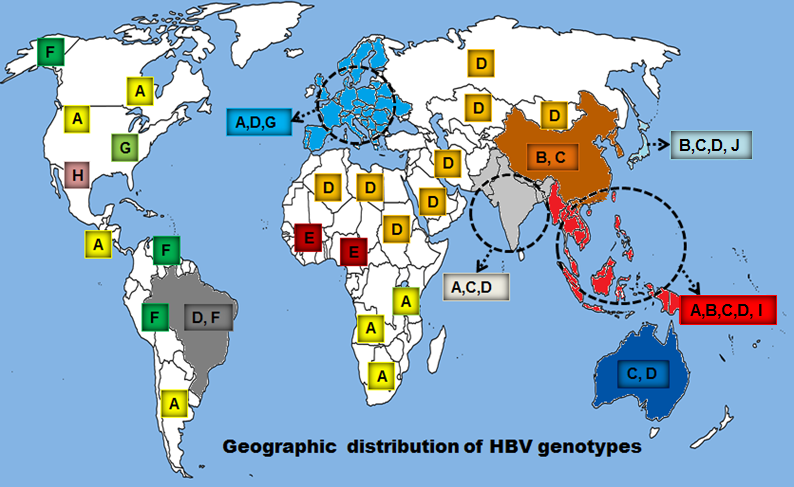 F
D
A
D
A
D
A,D,G
A
D
G
B,C,D, J
B, C
D
H
D
D
D
A,C,D
D
E
A
F
E
A
A,B,C,D, I
F
D, F
A
C, D
A
A
Geographic distribution of HBV genotypes